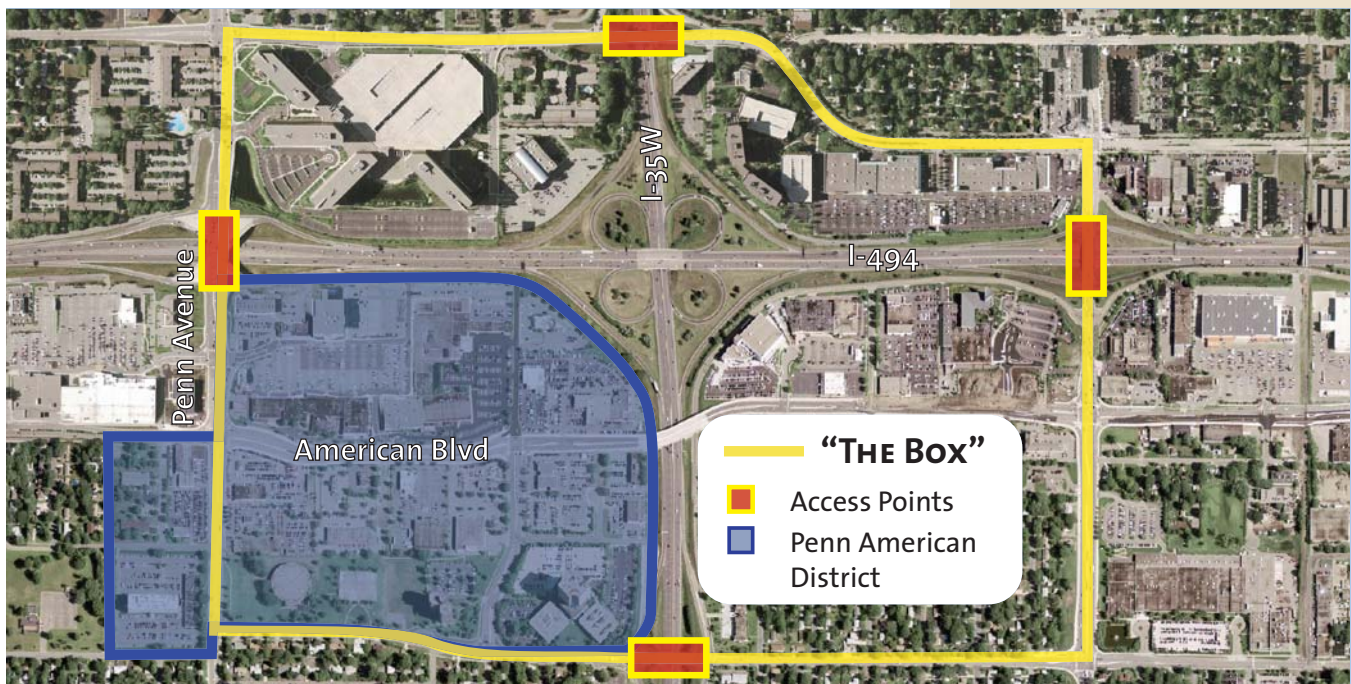 I-35W
I-494
Penn Avenue
American Blvd
“THE BOX”
Access Points
Penn American
District